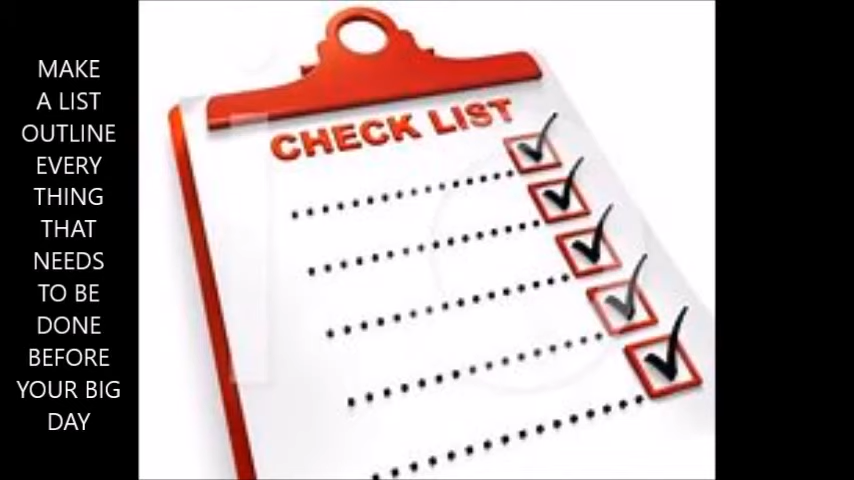 MAKE
A LIST
OUTLINE
EVERY
THING
THAT
NEEDS
TO BE
DONE
BEFORE
YOUR BIG
DAY
CHECK LIST